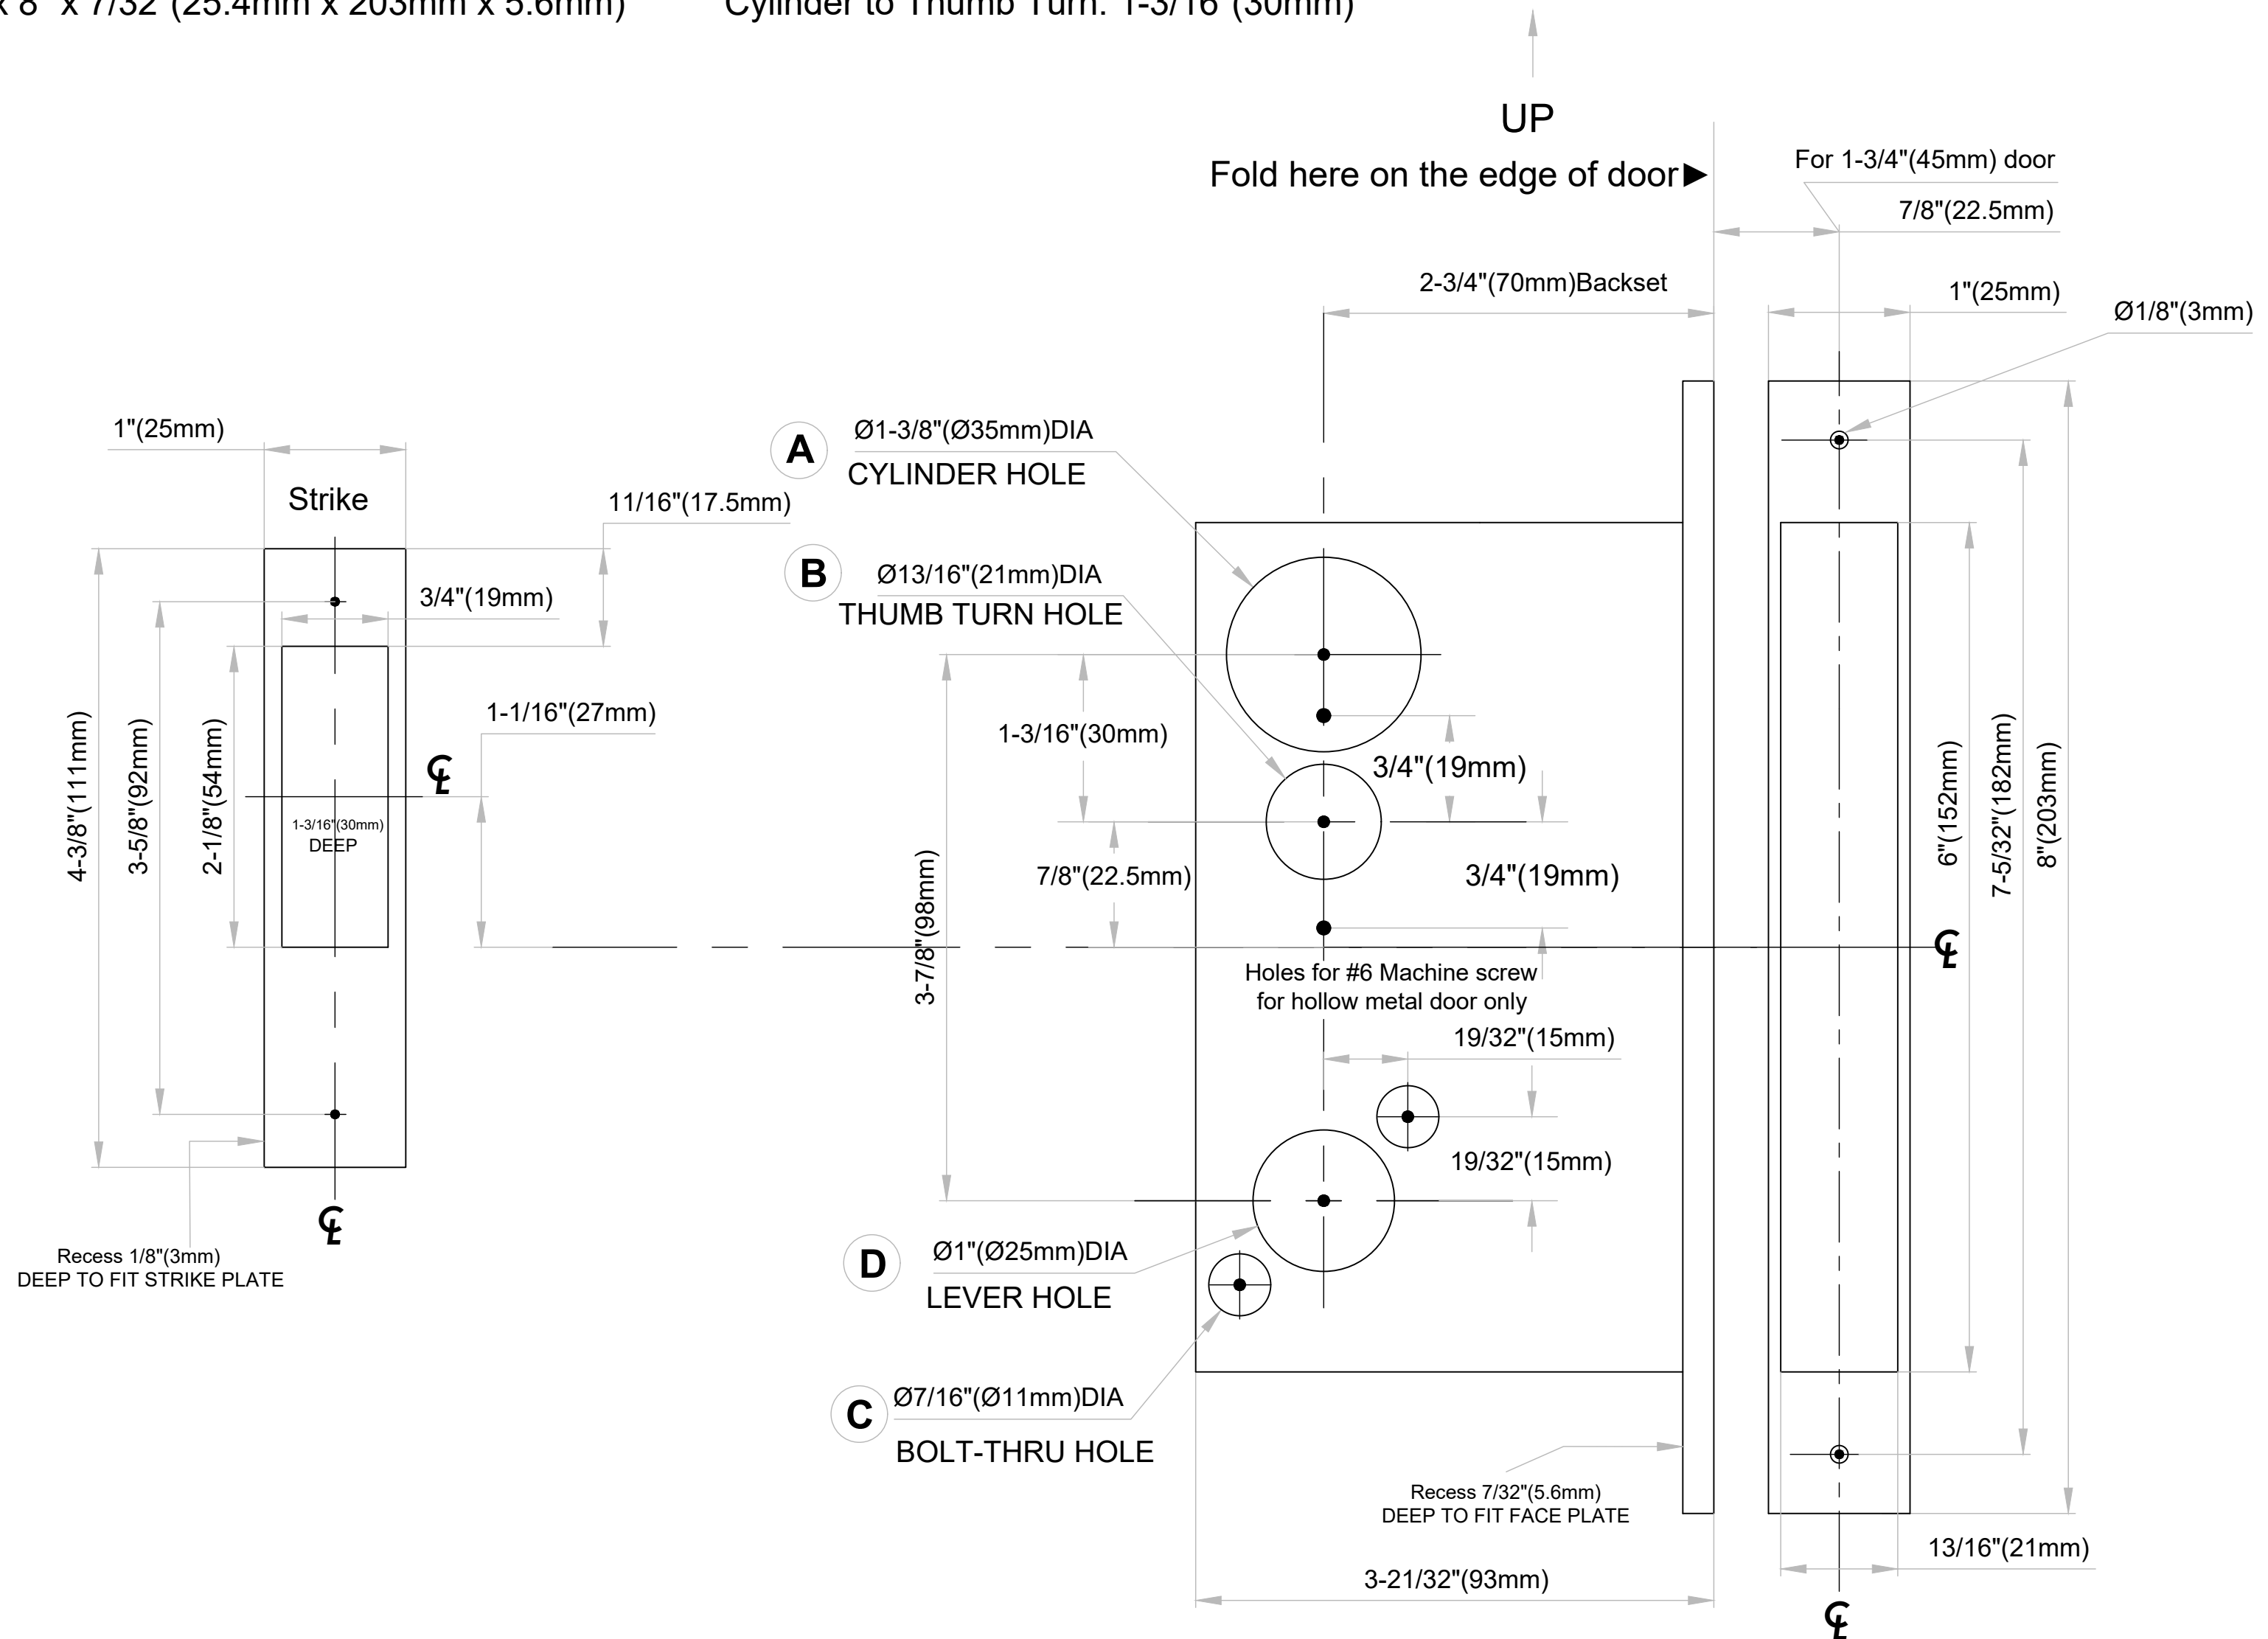 x 8" x 7/32"(25.4mm x 203mm x 5.6mm)
Cylinder to Thumb Turn: 1-3/16"(30mm)
UP
Fold here on the edge of door►
For 1-3/4"(45mm) door
7/8"(22.5mm)
2-3/4"(70mm)Backset
1"(25mm)
Ø1/8"(3mm)
1"(25mm)
Strike
11/16"(17.5mm)
3/4"(19mm)
1-1/16"(27mm)
4-3/8"(111mm)
3-5/8"(92mm)
2-1/8"(54mm)
℄
1-3/16"(30mm)
DEEP
℄
Recess 1/8"(3mm)
DEEP TO FIT STRIKE PLATE
A
Ø1-3/8"(Ø35mm)DIA
CYLINDER HOLE
B
Ø13/16"(21mm)DIA
THUMB TURN HOLE
1-3/16"(30mm)
3/4"(19mm)
7/8"(22.5mm)
3/4"(19mm)
3-7/8"(98mm)
Holes for #6 Machine screw
for hollow metal door only
19/32"(15mm)
19/32"(15mm)
D
Ø1"(Ø25mm)DIA
LEVER HOLE
C
Ø7/16"(Ø11mm)DIA
BOLT-THRU HOLE
Recess 7/32"(5.6mm)
DEEP TO FIT FACE PLATE
3-21/32"(93mm)
6"(152mm)
7-5/32"(182mm)
8"(203mm)
℄
13/16"(21mm)
℄